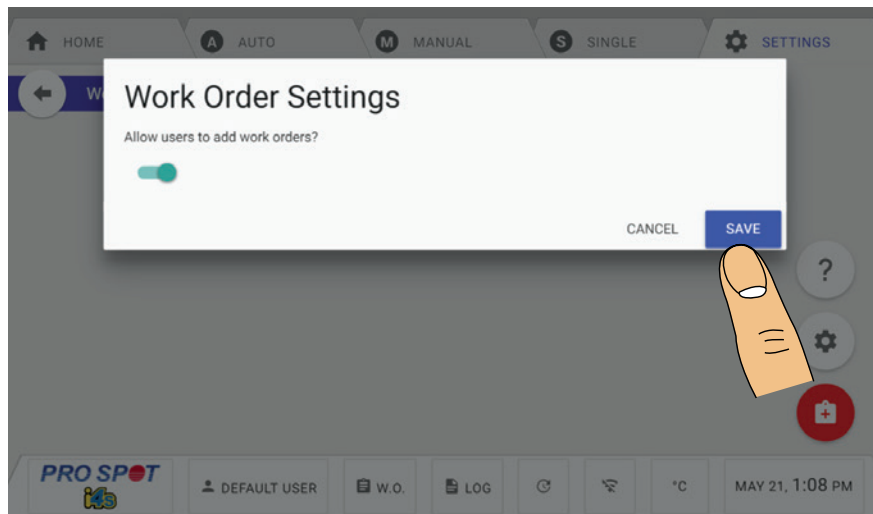 HOME
A AUTO
M MANUAL
S SINGLE
SETTINGS
W
Work Order Settings
Allow users to add work orders?
CANCEL
SAVE
?
PRO SPOT
i4s
DEFAULT USER
W.O.
LOG
°C
MAY 21, 1:08 PM